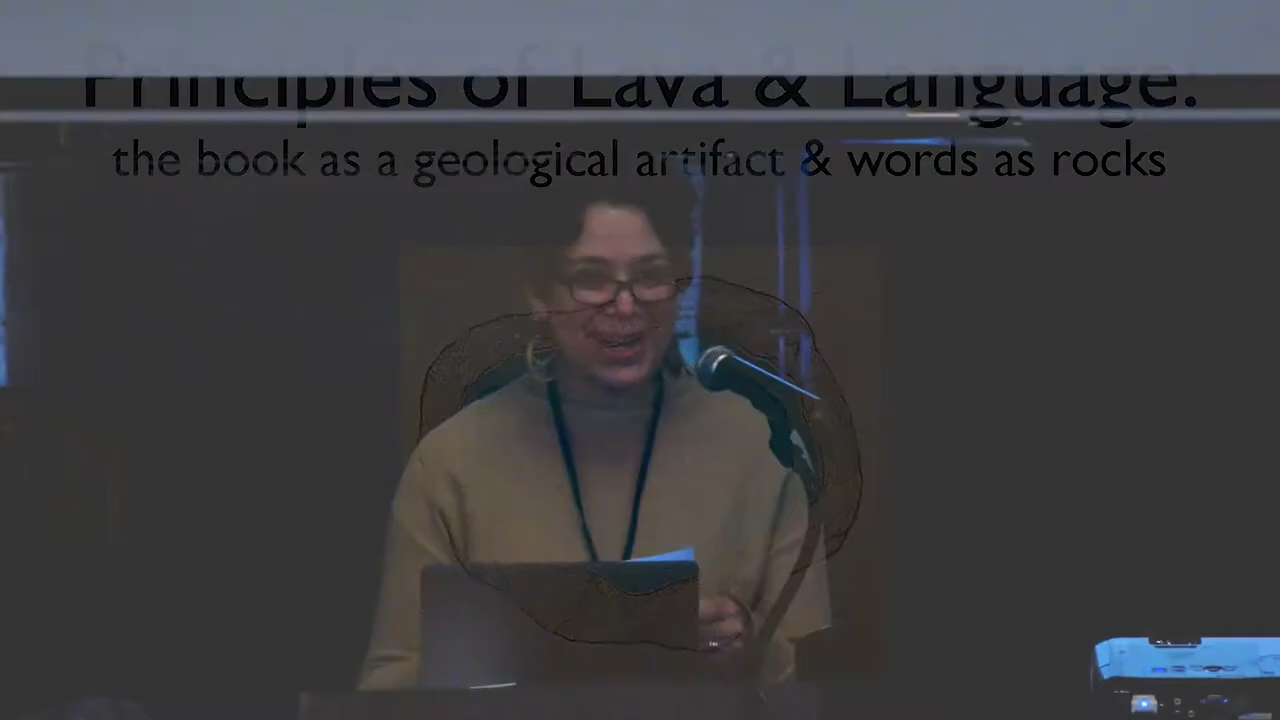 Principles of Lava & Language:
the book as a geological artifact & words as rocks